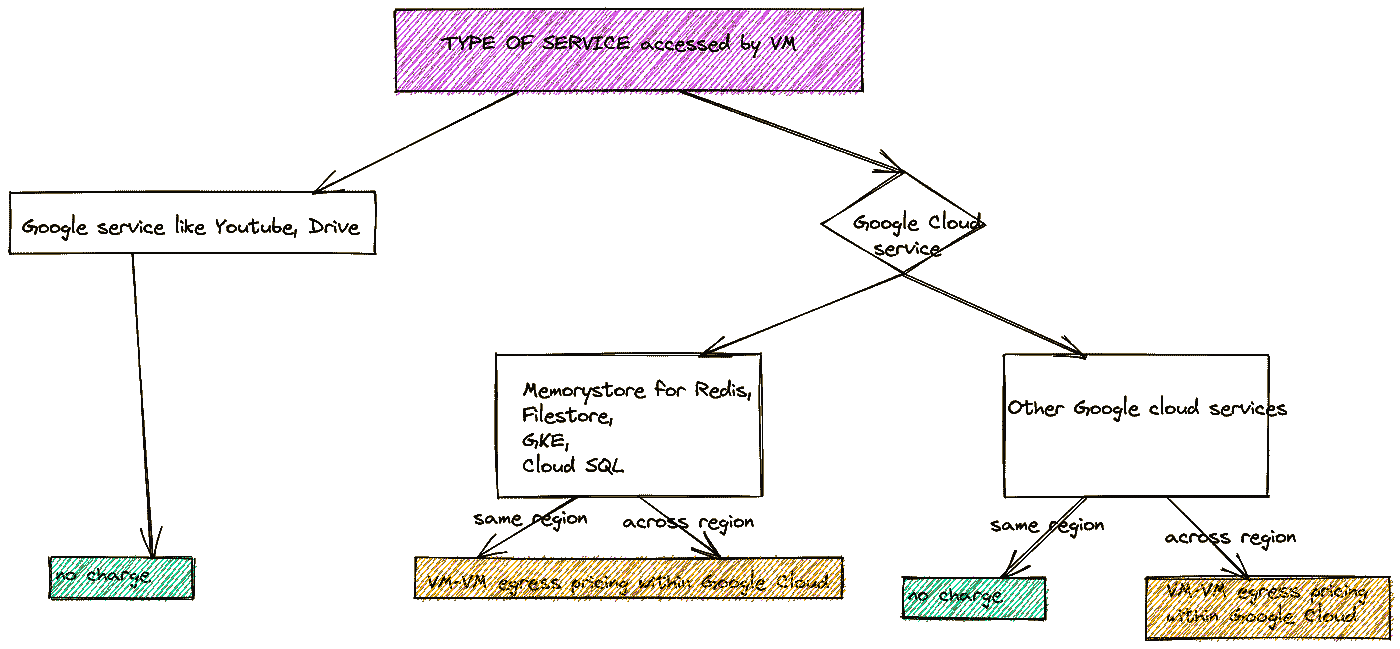 TYPE OF SERVICE accessed by VM
Google service like Youtube, Drive
Google Cloud
service
Memorystore for Redis,
Filestore,
GKE,
Cloud SQL
Other Google cloud services
same region
across region
same region
across region
no charge
VM-VM egress pricing within Google Cloud
no charge
VM-VM egress pricing
within Google Cloud